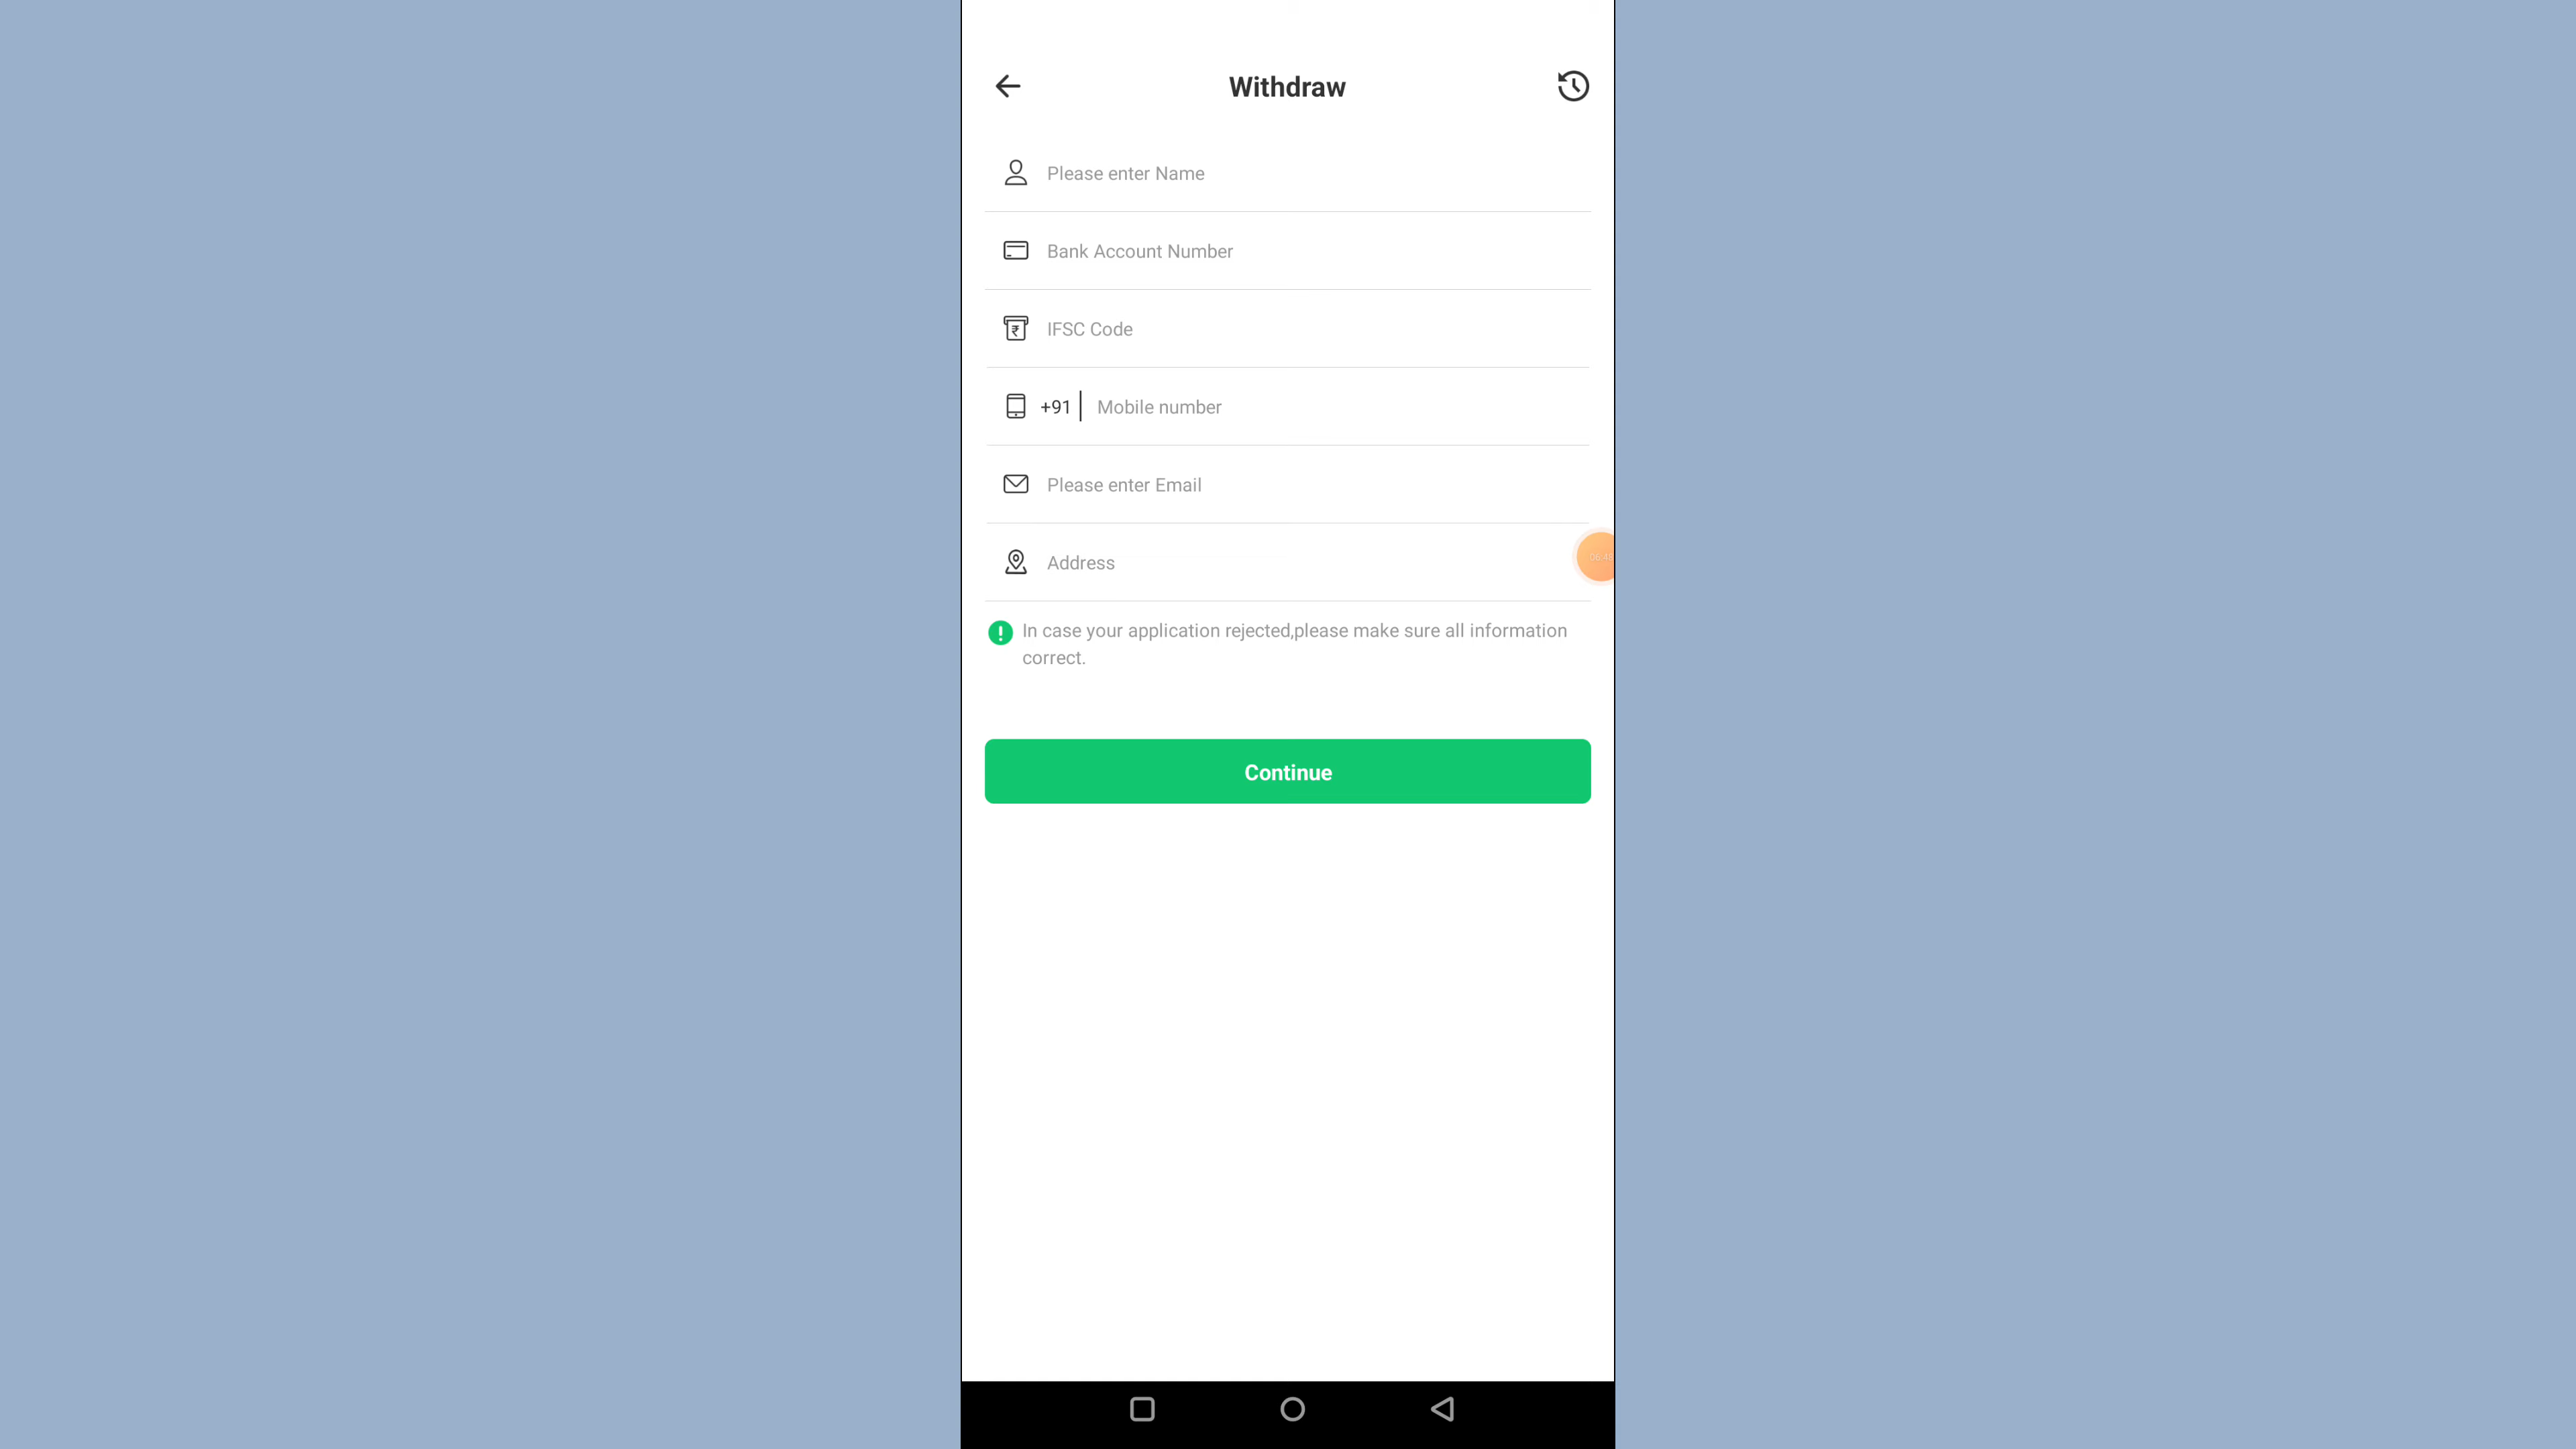 Withdraw
Please enter Name
Bank Account Number
IFSC Code
+91 Mobile number
Please enter Email
Address
In case your application rejected,please make sure all information
correct.
Continue